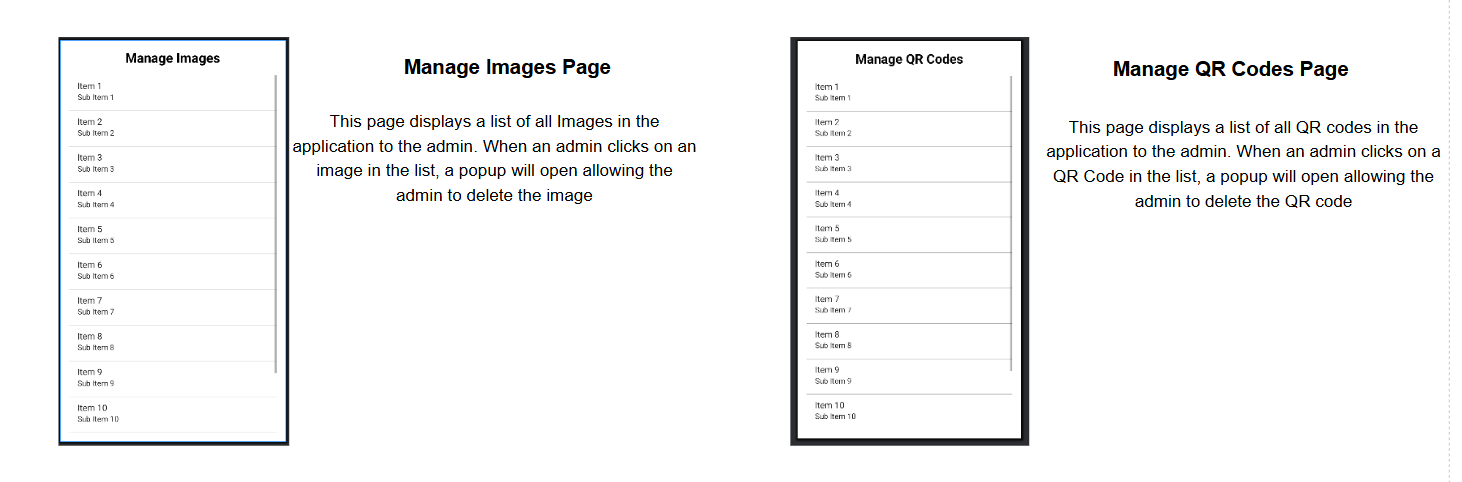 Manage Images
Item 1
Sub Item 1
Item 2
Sub Item 2
Item 3
Sub Item 3
Item 4
Sub Item 4
Item 5
Sub Item 5
Item 6
Sub Item 6
Item 7
Sub Item 7
Item 8
Sub Item 8
Item 9
Sub Item 9
Item 10
Sub Item 10
Manage Images Page
This page displays a list of all Images in the
application to the admin. When an admin clicks on an
image in the list, a popup will open allowing the
admin to delete the image
Manage QR Codes
Item 1
Sub Item 1
Item 2
Sub Item 2
Item 3
Sub Item 3
Item 4
Sub Item 4
Item 5
Sub Item 5
Item 6
Sub Item 6
Item 7
Sub Item 7
Item 8
Sub Item 8
Item 9
Sub Item 9
Item 10
Sub Item 10
Manage QR Codes Page
This page displays a list of all QR codes in the
application to the admin. When an admin clicks on a
QR Code in the list, a popup will open allowing the
admin to delete the QR code